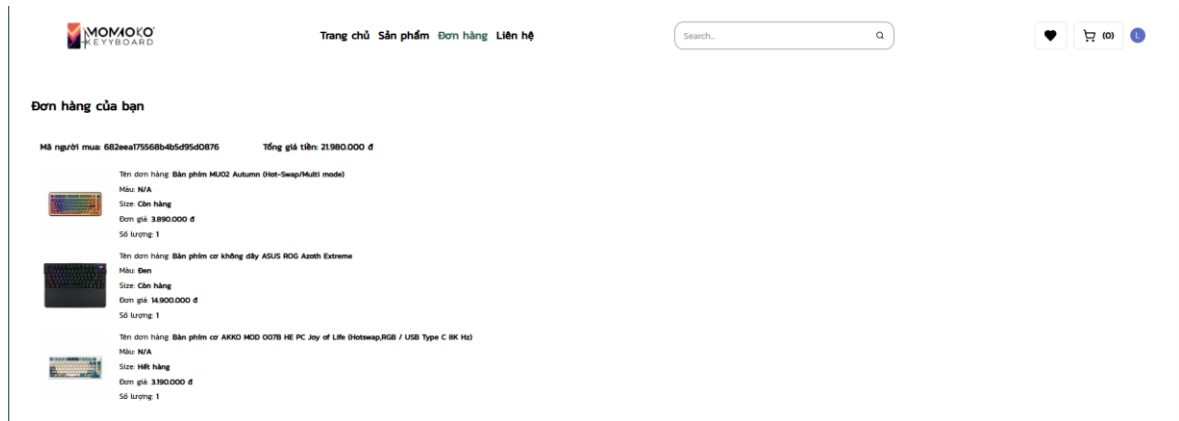 MOMOKO
KEYYBOARD
Trang chủ Sản phẩm Đơn hàng Liên hệ
Search..
(0)
L
Đơn hàng của bạn
Mã người mua: 682eea175568b4b5d95d0876 Tổng giá tiền: 21.980.000 đ
Tên đơn hàng: Bàn phím MU02 Autumn (Hot-Swap/Multi mode)
Màu: N/A
Size: Còn hàng
Đơn giá: 3.890.000 đ
Số lượng: 1
Tên đơn hàng: Bàn phím cơ không dây ASUS ROG Azoth Extreme
Màu: Đen
Size: Còn hàng
Đơn giá: 14.900.000 đ
Số lượng: 1
Tên đơn hàng: Bàn phím cơ AKKO MOD 007B HE PC Joy of Life (Hotswap,RGB / USB Type C 8K Hz)
Màu: N/A
Size: Hết hàng
Đơn giá: 3.190.000 đ
Số lượng: 1